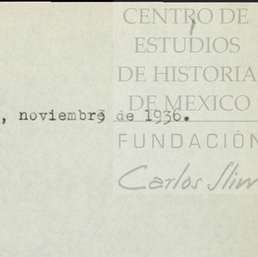 CENTRO DE
ESTUDIOS
DE HISTORIA
DE MEXICO
, noviembre de 1936.
FUNDACIÓN
Carlos Slim